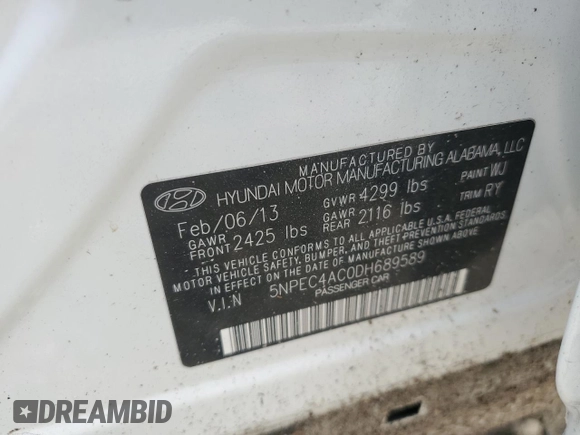 MANUFACTURED BY
HYUNDAI MOTOR MANUFACTURING ALABAMA, LLC
Feb/06/13 GVWR 4299 lbs PAINT WJ
GAWR FRONT 2425 lbs GAWR REAR 2116 lbs TRIM RY
THIS VEHICLE CONFORMS TO ALL APPLICABLE U.S.A. FEDERAL
MOTOR VEHICLE SAFETY, BUMPER, AND THEFT-PREVENTION STANDARDS
IN EFFECT ON THE DATE OF MANUFACTURE SHOWN ABOVE.
V.I.N 5NPEC4AC0DH689589
PASSENGER CAR
DREAMBID